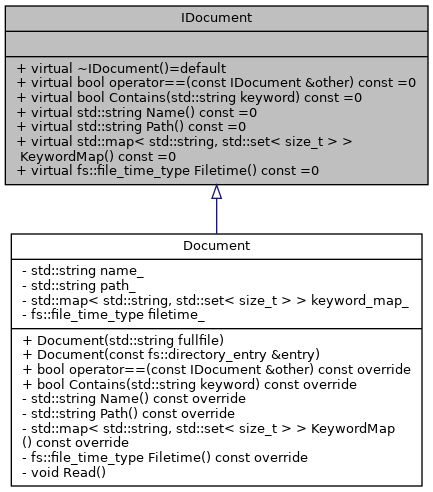 IDocument
+ virtual ~IDocument()=default
+ virtual bool operator==(const IDocument &other) const =0
+ virtual bool Contains(std::string keyword) const =0
+ virtual std::string Name() const =0
+ virtual std::string Path() const =0
+ virtual std::map< std::string, std::set< size_t > >
KeywordMap() const =0
+ virtual fs::file_time_type Filetime() const =0
Document
- std::string name_
- std::string path_
- std::map< std::string, std::set< size_t > > keyword_map_
- fs::file_time_type filetime_
+ Document(std::string fullfile)
+ Document(const fs::directory_entry &entry)
+ bool operator==(const IDocument &other) const override
+ bool Contains(std::string keyword) const override
- std::string Name() const override
- std::string Path() const override
- std::map< std::string, std::set< size_t > > KeywordMap
() const override
- fs::file_time_type Filetime() const override
- void Read()